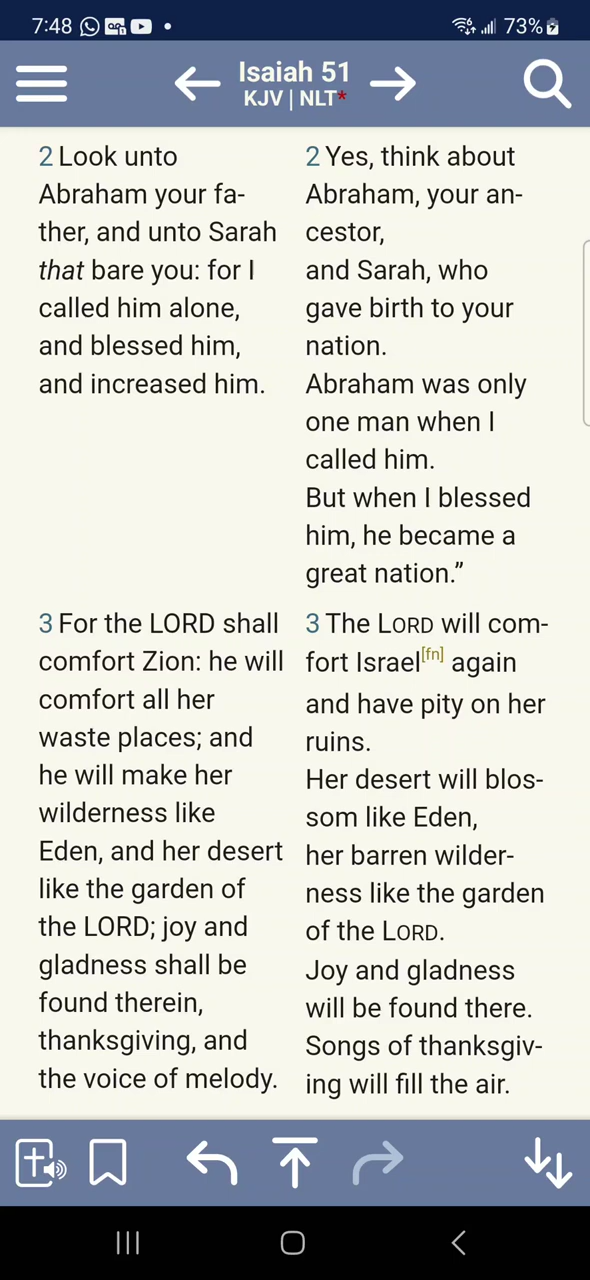 7:48
73%
Isaiah 51
KJV | NLT*
2 Look unto
Abraham your fa-
ther, and unto Sarah
that bare you: for I
called him alone,
and blessed him,
and increased him.
2 Yes, think about
Abraham, your an-
cestor,
and Sarah, who
gave birth to your
nation.
Abraham was only
one man when I
called him.
But when I blessed
him, he became a
great nation.”
3 For the LORD shall
comfort Zion: he will
comfort all her
waste places; and
he will make her
wilderness like
Eden, and her desert
like the garden of
the LORD; joy and
gladness shall be
found therein,
thanksgiving, and
the voice of melody.
3 The LORD will com-
fort Israel[fn] again
and have pity on her
ruins.
Her desert will blos-
som like Eden,
her barren wilder-
ness like the garden
of the LORD.
Joy and gladness
will be found there.
Songs of thanksgiv-
ing will fill the air.